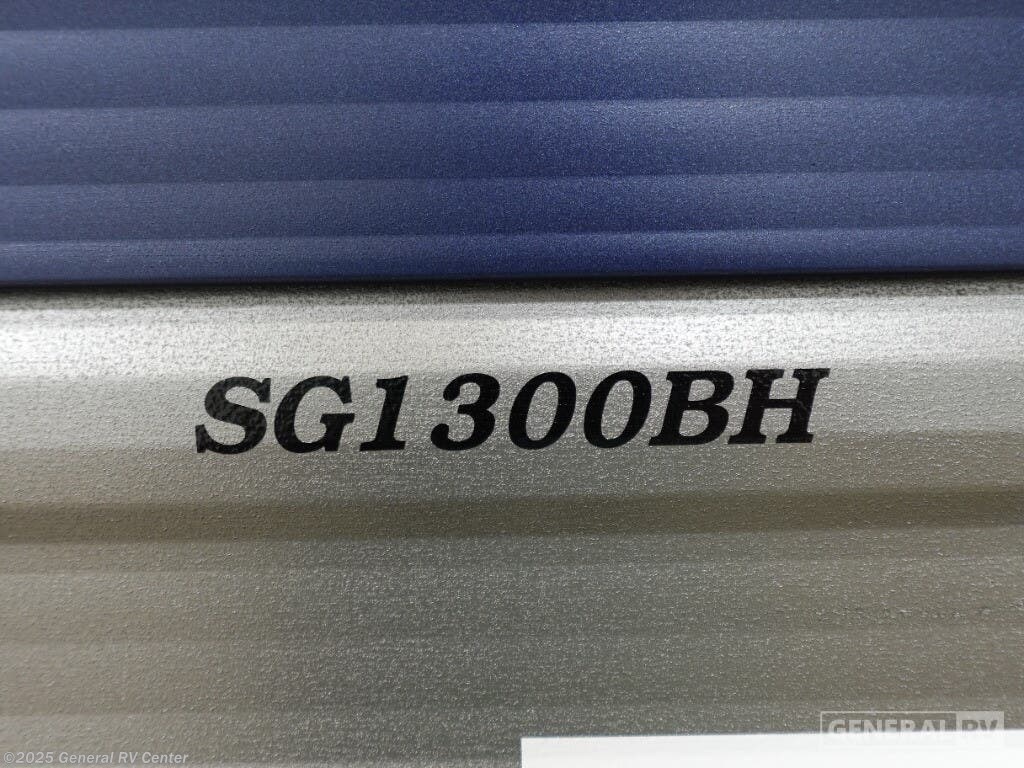 SG1300BH
GENERAL RV
©2025 General RV Center